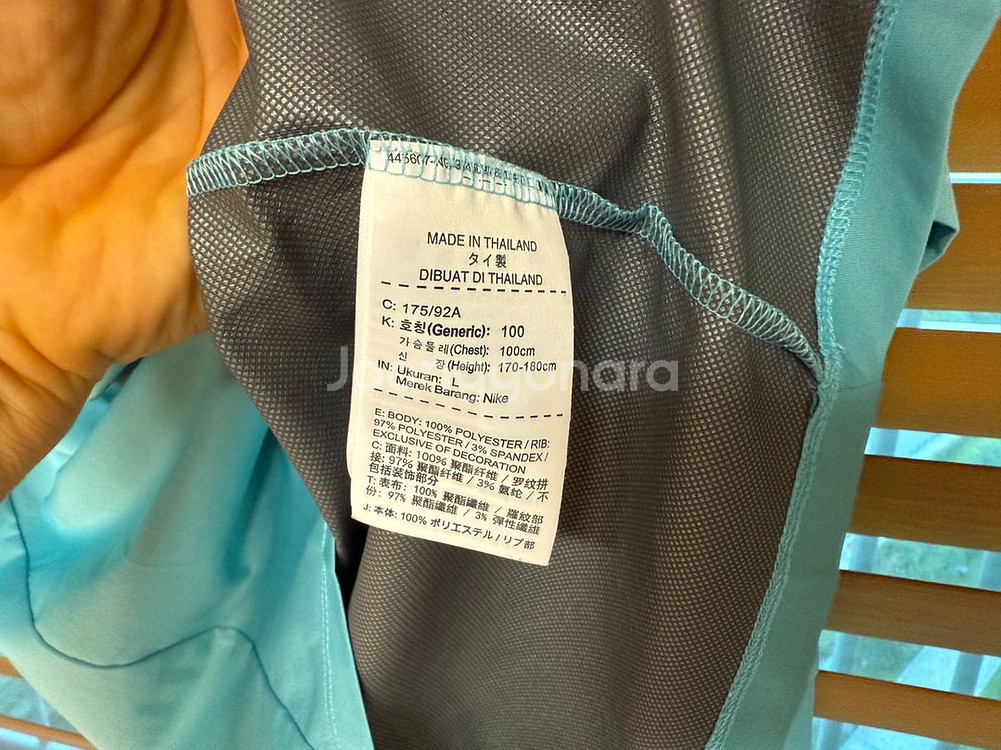 MADE IN THAILAND
タイ製
DIBUAT DI THAILAND
C: 175/92A
K: 호칭(Generic): 100
가슴둘레(Chest): 100cm
신 장(Height): 170-180cm
IN: Ukuran: L
Merek Barang: Nike
E: BODY: 100% POLYESTER / RIB:
97% POLYESTER / 3% SPANDEX /
EXCLUSIVE OF DECORATION
C: 面料: 100% 聚酯纤维 / 罗纹拼
接: 97% 聚酯纤维 / 3% 氨纶 / 不
包括装饰部分
T: 表布: 100% 聚酯纖維 / 羅紋部
份: 97% 聚酯纖維 / 3% 彈性纖維
J: 本体: 100% ポリエステル / リブ部
Joonggonara